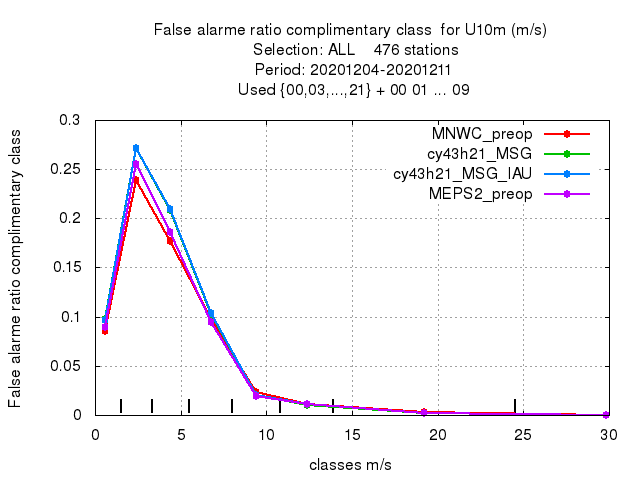 False alarme ratio complimentary class  for U10m (m/s)
Selection: ALL    476 stations
Period: 20201204-20201211
Used {00,03,...,21} + 00 01 ... 09
MNWC_preop
cy43h21_MSG
cy43h21_MSG_IAU
MEPS2_preop
False alarme ratio complimentary class
0.3
0.25
0.2
0.15
0.1
0.05
0
0 5 10 15 20 25 30
classes m/s